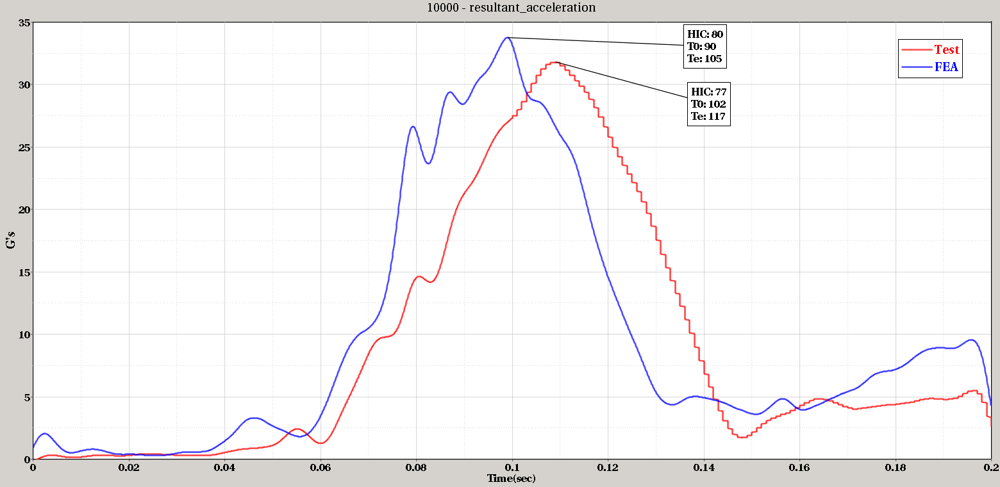 10000 - resultant_acceleration
35
30
25
20
15
10
5
0
G's
HIC: 80
T0: 90
Te: 105
HIC: 77
T0: 102
Te: 117
Test
FEA
0 0.02 0.04 0.06 0.08 0.1 0.12 0.14 0.16 0.18 0.2
Time(sec)